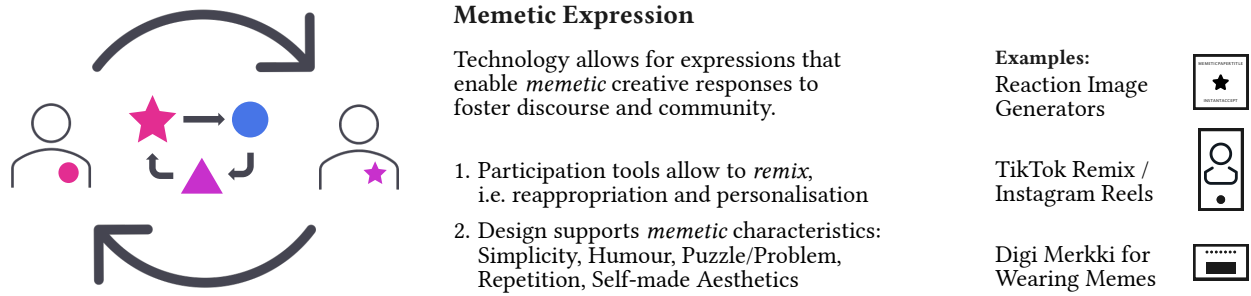 Memetic Expression
Technology allows for expressions that
enable memetic creative responses to
foster discourse and community.
1. Participation tools allow to remix,
i.e. reappropriation and personalisation
2. Design supports memetic characteristics:
Simplicity, Humour, Puzzle/Problem,
Repetition, Self-made Aesthetics
Examples:
Reaction Image
Generators
MEMETICPAPERTITLE
INSTANTACCEPT
TikTok Remix /
Instagram Reels
Digi Merkki for
Wearing Memes